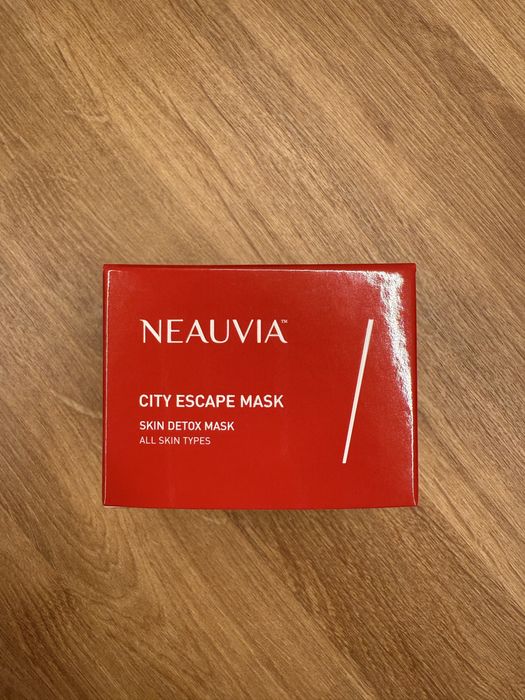 NEAUVIA™
CITY ESCAPE MASK
SKIN DETOX MASK
ALL SKIN TYPES